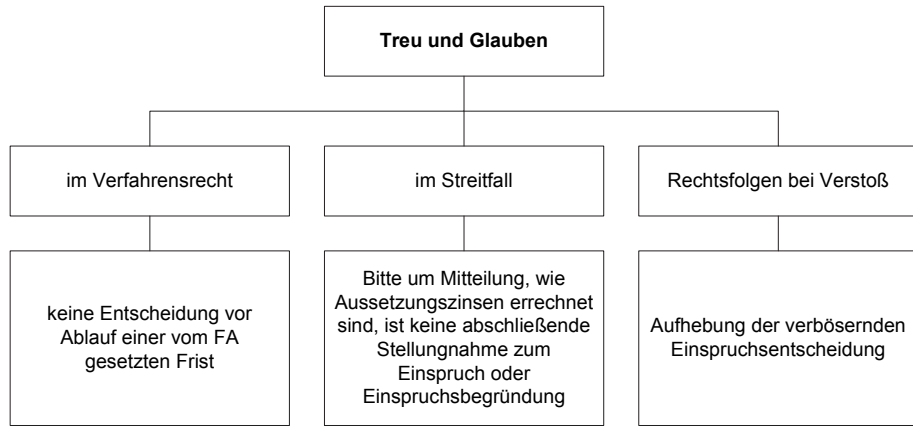 Treu und Glauben
im Verfahrensrecht
im Streitfall
Rechtsfolgen bei Verstoß
keine Entscheidung vor
Ablauf einer vom FA
gesetzten Frist
Bitte um Mitteilung, wie
Aussetzungszinsen errechnet
sind, ist keine abschließende
Stellungnahme zum
Einspruch oder
Einspruchsbegründung
Aufhebung der verbösernden
Einspruchsentscheidung